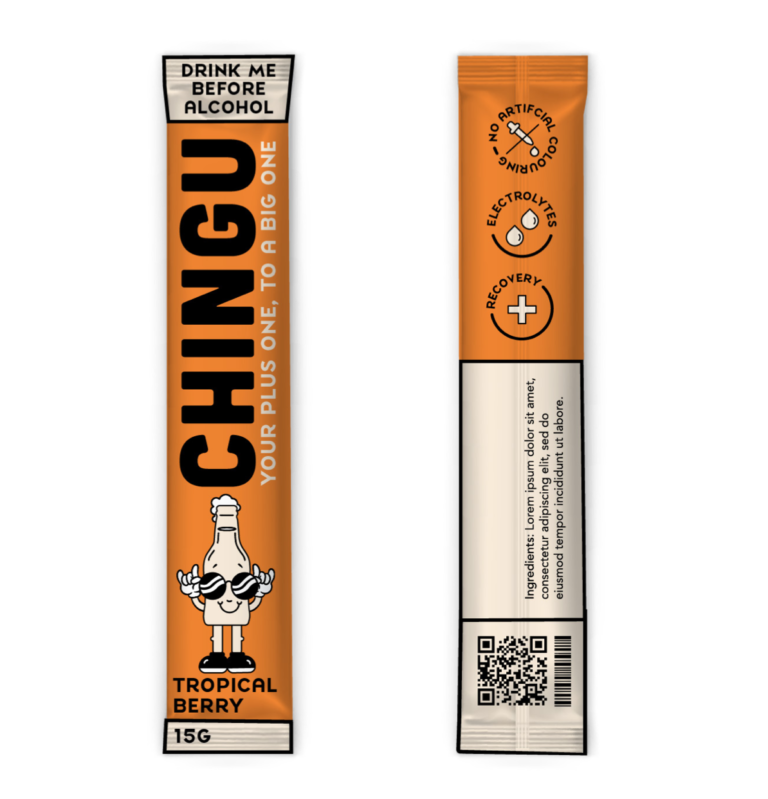 DRINK ME
BEFORE
ALCOHOL
CHINGU
YOUR PLUS ONE, TO A BIG ONE
TROPICAL
BERRY
15G
NO ARTIFCIAL COLOURING
ELECTROLYTES
RECOVERY
Ingredients: Lorem ipsum dolor sit amet,
consectetur adipiscing elit, sed do
eiusmod tempor incididunt ut labore.